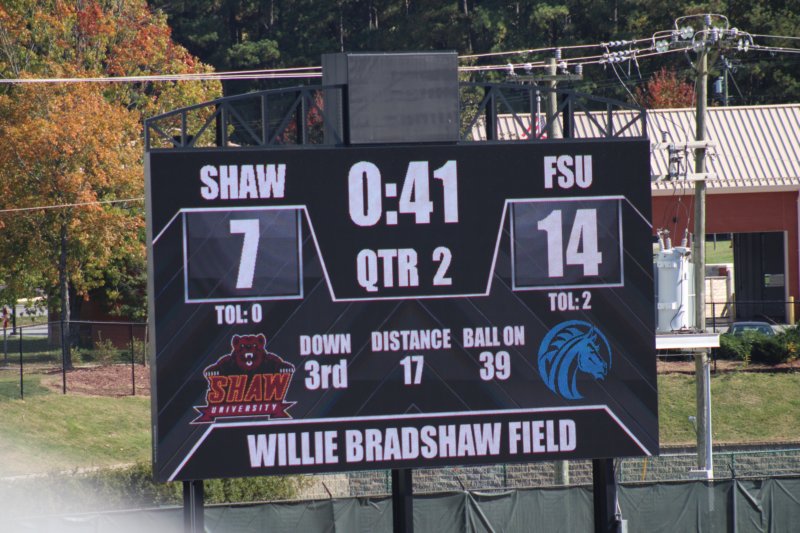 SHAW 0:41 FSU
7 QTR 2 14
TOL: 0 TOL: 2
DOWN DISTANCE BALL ON
3rd 17 39
SHAW
UNIVERSITY
WILLIE BRADSHAW FIELD